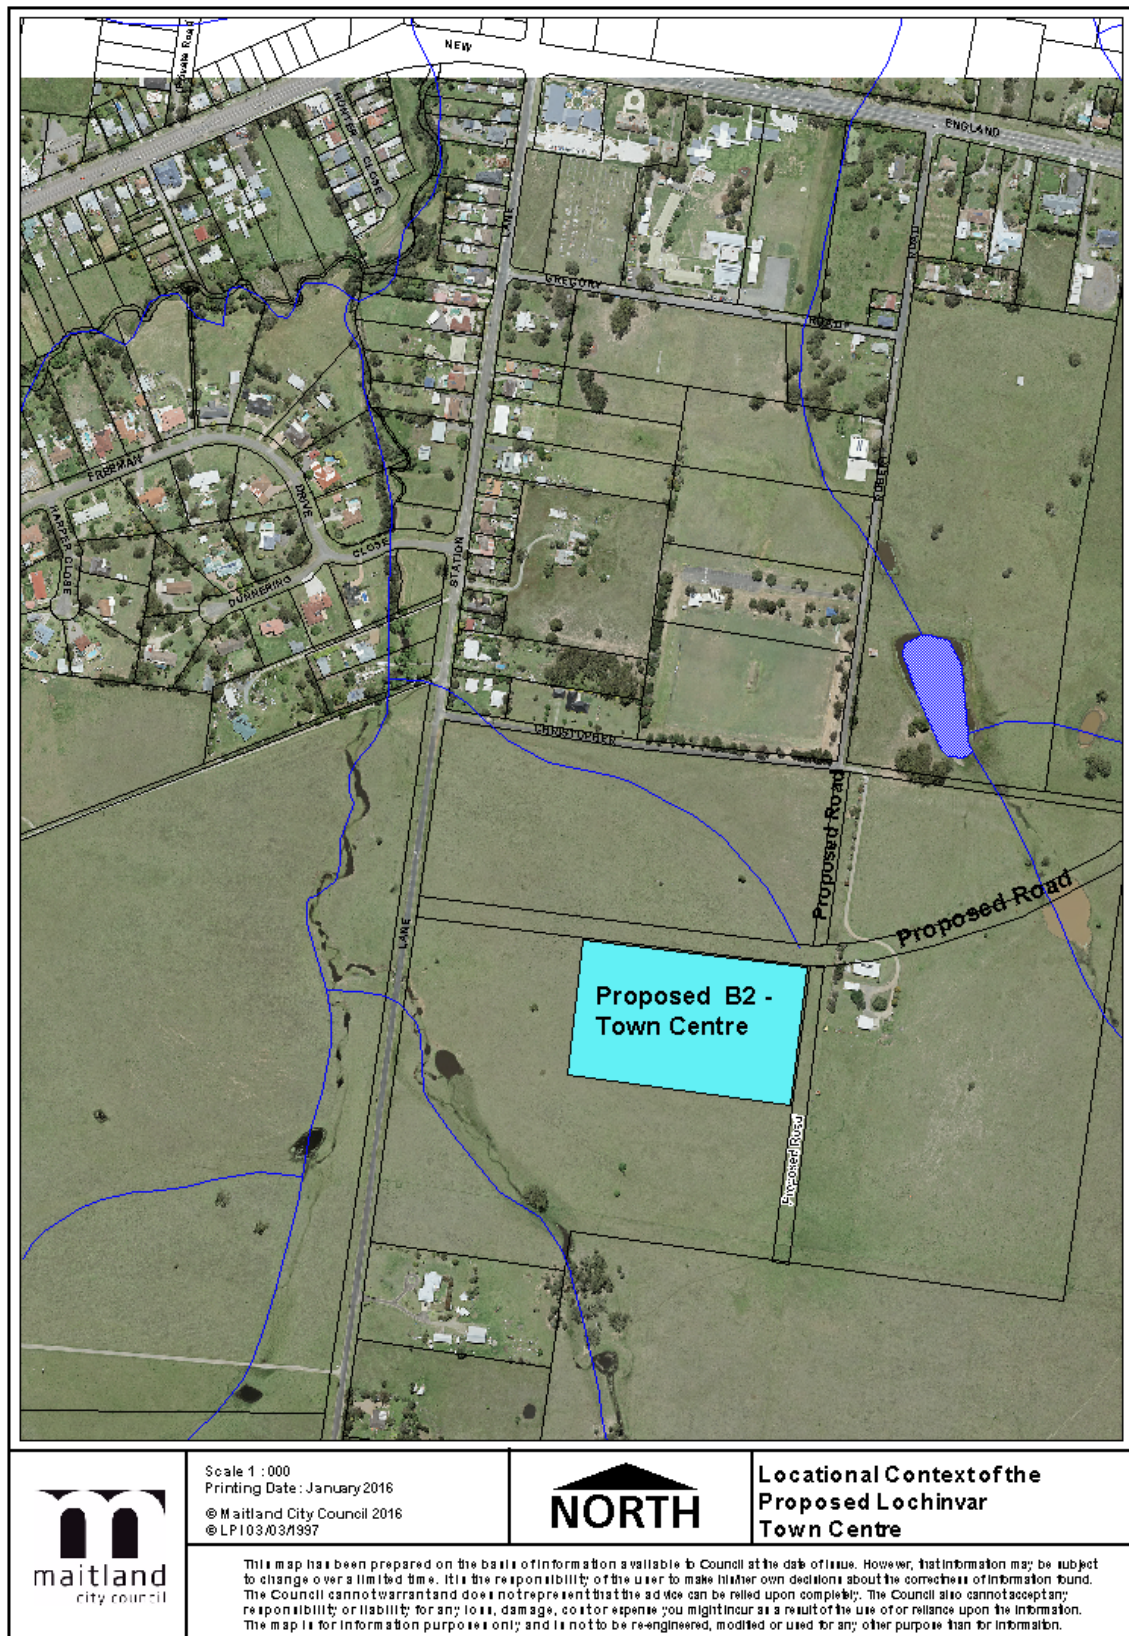 (Private Road
NEW
ENGLAND
HUNTER
CLOSE
LANE
ROAD
GREGORY
ROAD
FREEMAN
DRIVE
HARPER CLOSE
DUNNERING
CLOSE
STATION
ROBERT
CHRISTOPHER
Proposed Road
Proposed Road
LANE
Proposed B2 -
Town Centre
Proposed Road
maitland
city council
Scale 1 :000
Printing Date: January 2016
© Maitland City Council 2016
© LPI 03/03/1997
NORTH
Locational Context of the
Proposed Lochinvar
Town Centre
This map has been prepared on the basis of information available to Council at the date of issue. However, that information may be subject
to change over a limited time. It is the responsibility of the user to make his/her own decisions about the correctness of information found.
The Council cannot warrant and does not represent that the advice can be relied upon completely. The Council also cannot accept any
responsibility or liability for any loss, damage, cost or expense you might incur as a result of the use of or reliance upon the information.
The map is for information purposes only and is not to be re-engineered, modified or used for any other purpose than for information.